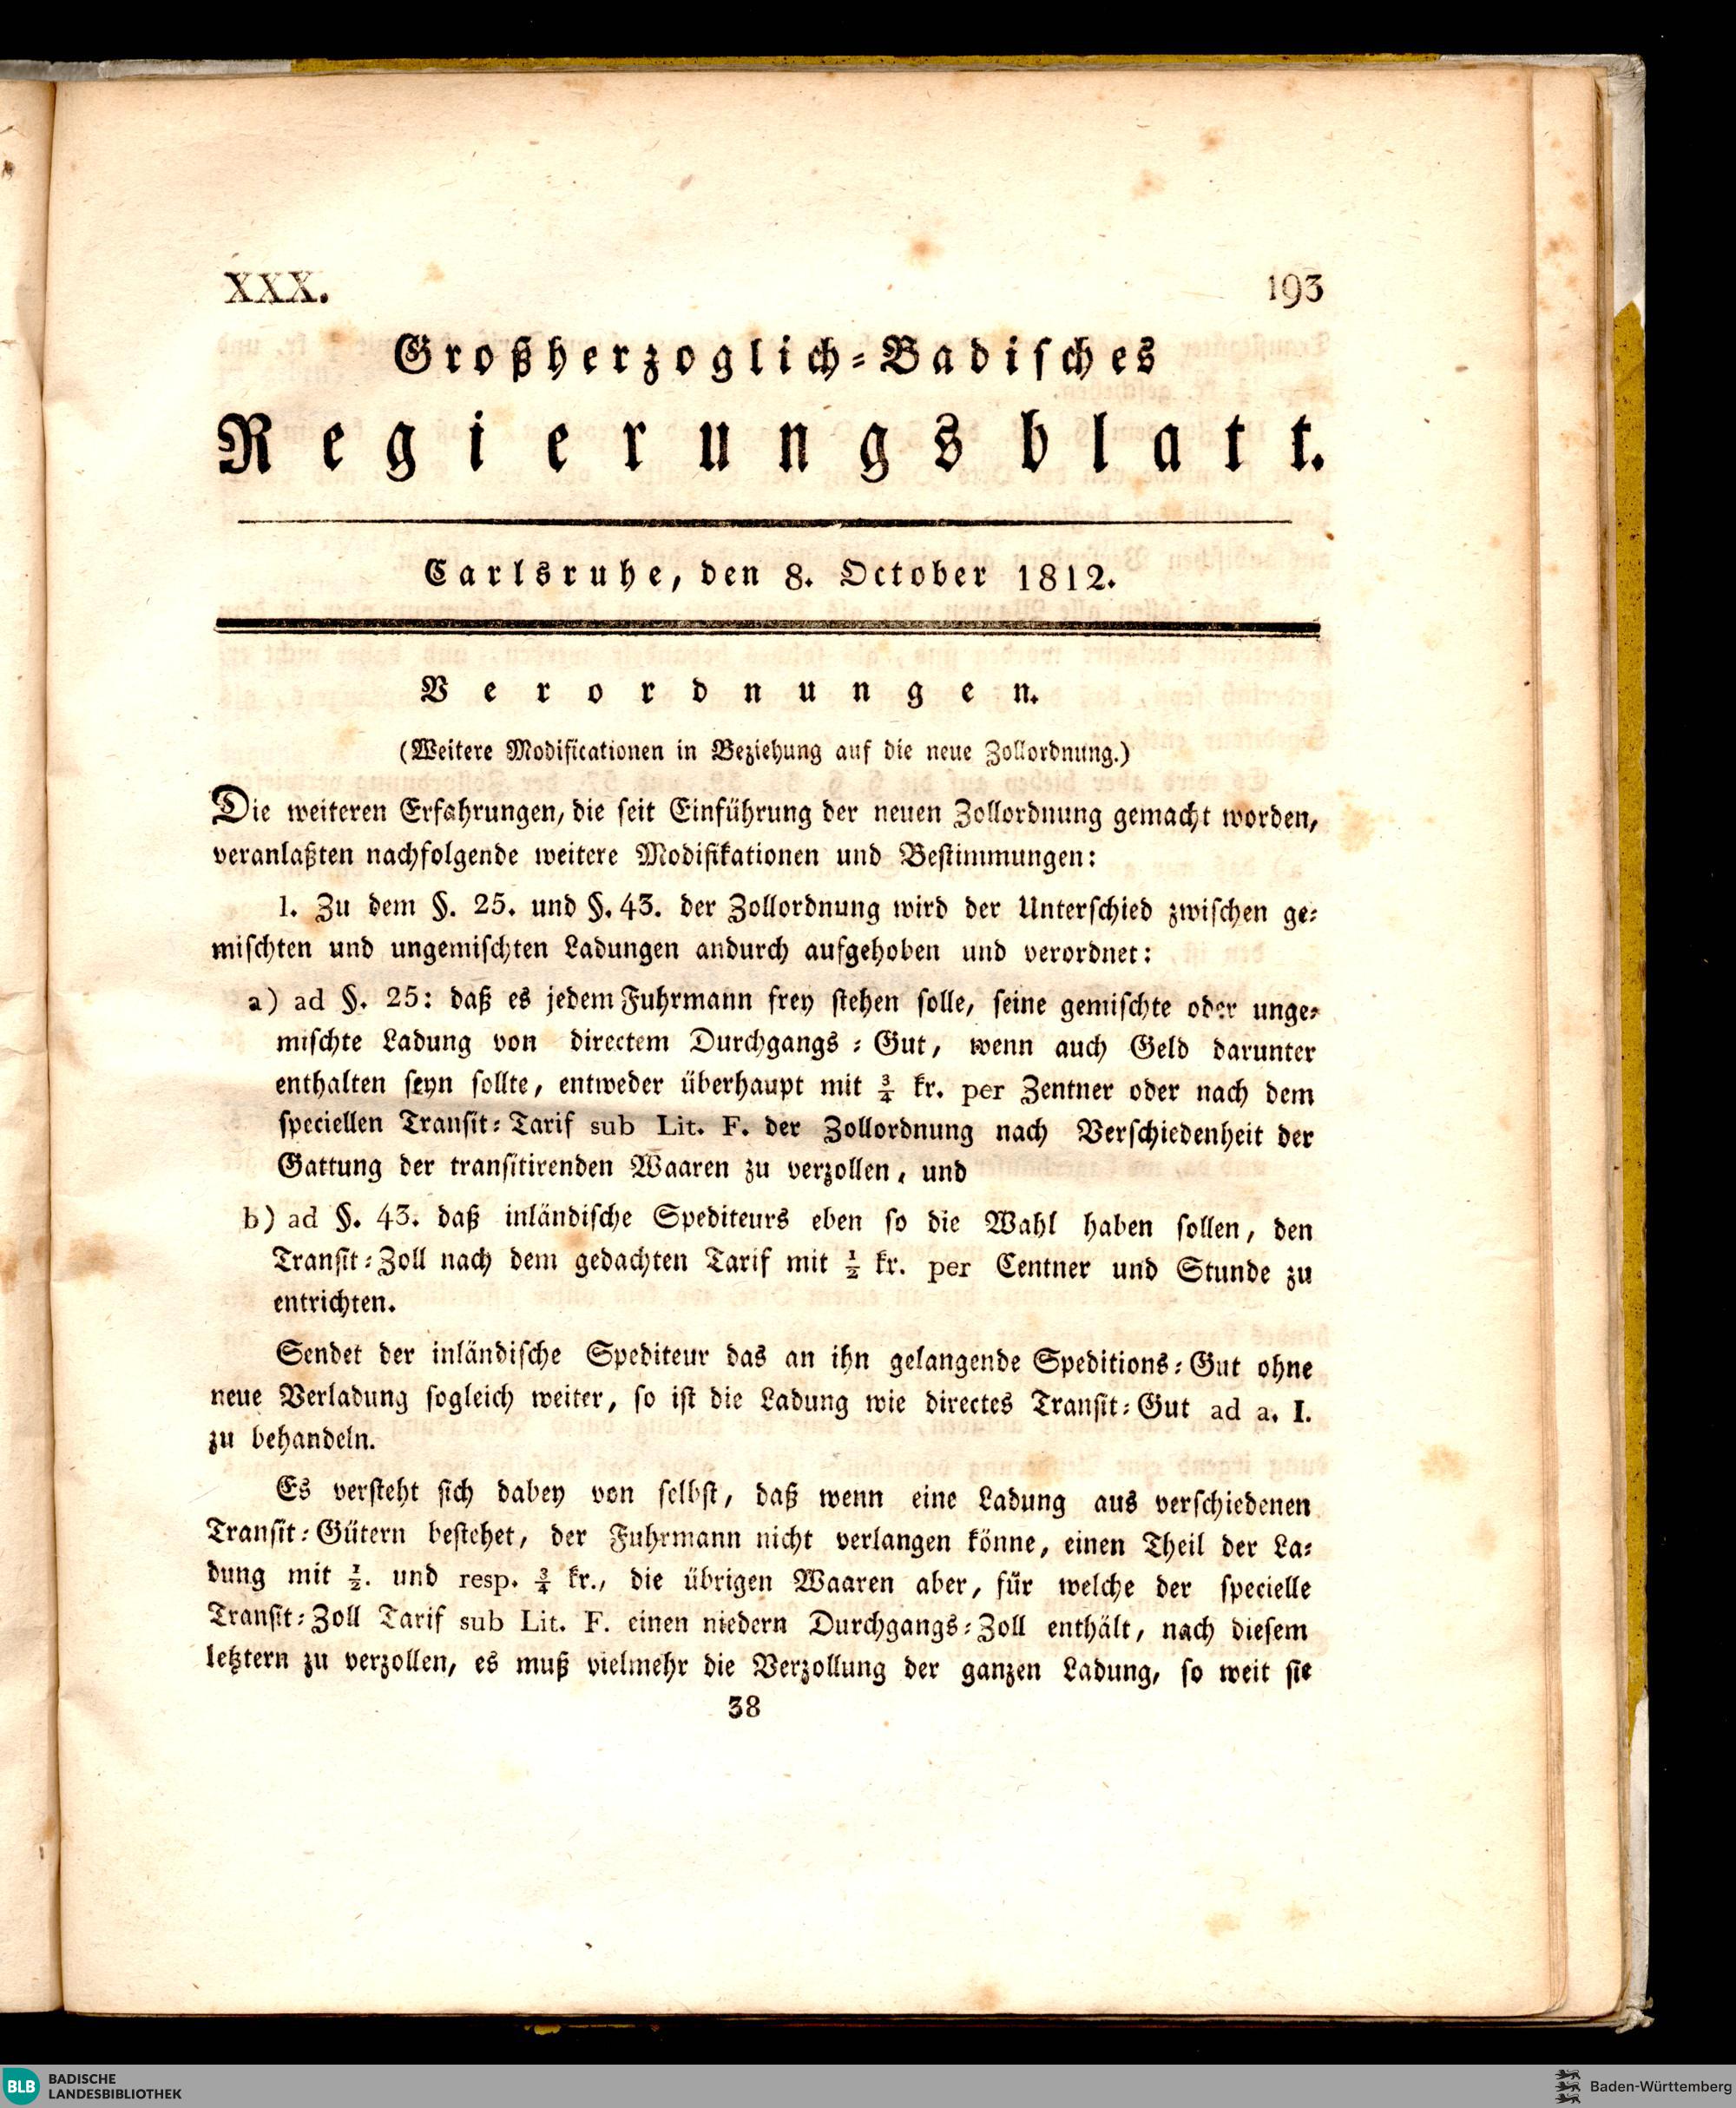 XXX. 193
Großherzoglich-Badisches
Regierungsblatt.
Carlsruhe, den 8. October 1812.
Verordnungen.
(Weitere Modificationen in Beziehung auf die neue Zollordnung.)
Die weiteren Erfahrungen, die seit Einführung der neuen Zollordnung gemacht worden,
veranlaßten nachfolgende weitere Modifikationen und Bestimmungen:
1. Zu dem §. 25. und §. 43. der Zollordnung wird der Unterschied zwischen ge-
mischten und ungemischten Ladungen andurch aufgehoben und verordnet:
a) ad §. 25: daß es jedem Fuhrmann frey stehen solle, seine gemischte oder unge-
mischte Ladung von directem Durchgangs-Gut, wenn auch Geld darunter
enthalten seyn sollte, entweder überhaupt mit ¾ kr. per Zentner oder nach dem
speciellen Transit-Tarif sub Lit. F. der Zollordnung nach Verschiedenheit der
Gattung der transitirenden Waaren zu verzollen, und
b) ad §. 43. daß inländische Spediteurs eben so die Wahl haben sollen, den
Transit-Zoll nach dem gedachten Tarif mit ½ kr. per Centner und Stunde zu
entrichten.
Sendet der inländische Spediteur das an ihn gelangende Speditions-Gut ohne
neue Verladung sogleich weiter, so ist die Ladung wie directes Transit-Gut ad a. I.
zu behandeln.
Es versteht sich dabey von selbst, daß wenn eine Ladung aus verschiedenen
Transit-Gütern bestehet, der Fuhrmann nicht verlangen könne, einen Theil der La-
dung mit ½. und resp. ¾ kr., die übrigen Waaren aber, für welche der specielle
Transit-Zoll Tarif sub Lit. F. einen niedern Durchgangs-Zoll enthält, nach diesem
letztern zu verzollen, es muß vielmehr die Verzollung der ganzen Ladung, so weit sie
38
BLB BADISCHE
LANDESBIBLIOTHEK
Baden-Württemberg